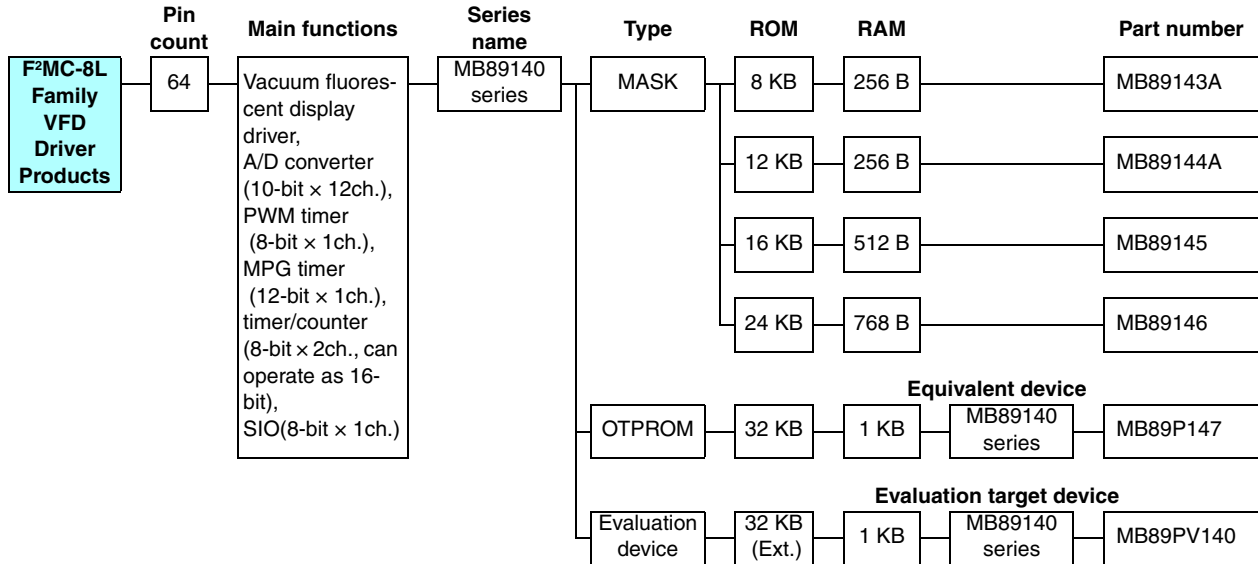 Pin count
Main functions
Series name
Type
ROM
RAM
Part number
F²MC-8L
Family
VFD
Driver
Products
64
Vacuum fluores-
cent display
driver,
A/D converter
(10-bit × 12ch.),
PWM timer
(8-bit × 1ch.),
MPG timer
(12-bit × 1ch.),
timer/counter
(8-bit × 2ch., can
operate as 16-
bit),
SIO(8-bit × 1ch.)
MB89140
series
MASK
8 KB
256 B
MB89143A
12 KB
256 B
MB89144A
16 KB
512 B
MB89145
24 KB
768 B
MB89146
Equivalent device
OTPROM
32 KB
1 KB
MB89140
series
MB89P147
Evaluation target device
Evaluation
device
32 KB
(Ext.)
1 KB
MB89140
series
MB89PV140